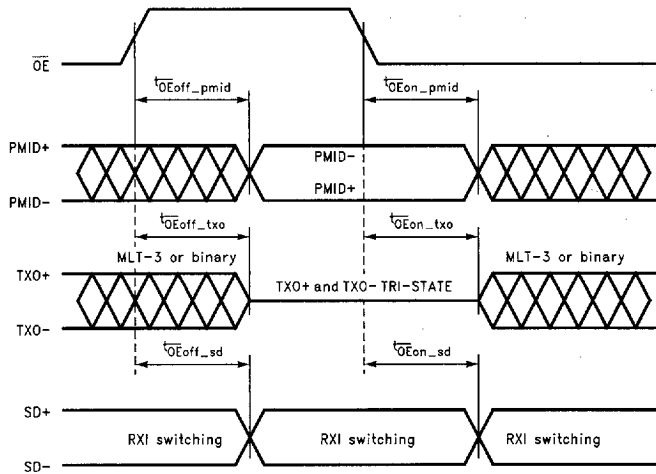 OE
tOEoff_pmid
tOEon_pmid
PMID+
PMID-
PMID-
PMID+
tOEoff_txo
tOEon_txo
MLT-3 or binary
MLT-3 or binary
TXO+
TXO+ and TXO- TRI-STATE
TXO-
tOEoff_sd
tOEon_sd
SD+
RXI switching
RXI switching
RXI switching
SD-